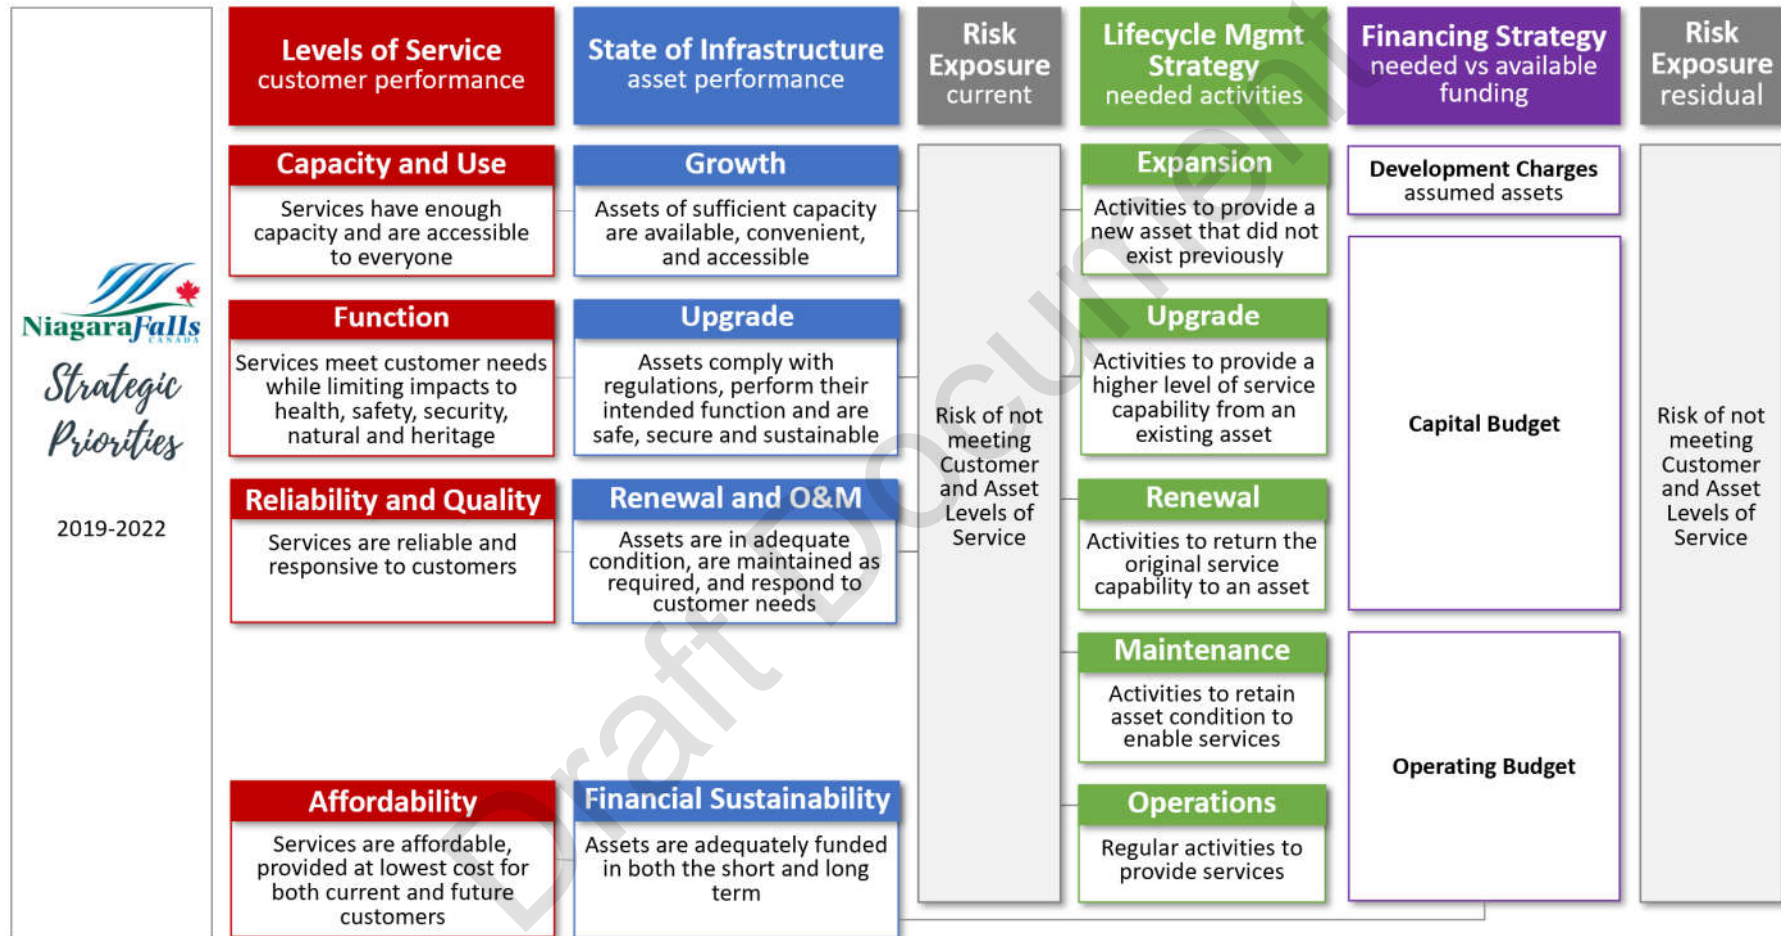 NiagaraFalls
CANADA
Strategic
Priorities
2019-2022
Levels of Service
customer performance
State of Infrastructure
asset performance
Risk
Exposure
current
Lifecycle Mgmt
Strategy
needed activities
Financing Strategy
needed vs available
funding
Risk
Exposure
residual
Capacity and Use
Services have enough
capacity and are accessible
to everyone
Growth
Assets of sufficient capacity
are available, convenient,
and accessible
Function
Services meet customer needs
while limiting impacts to
health, safety, security,
natural and heritage
Upgrade
Assets comply with
regulations, perform their
intended function and are
safe, secure and sustainable
Reliability and Quality
Services are reliable and
responsive to customers
Renewal and O&M
Assets are in adequate
condition, are maintained as
required, and respond to
customer needs
Affordability
Services are affordable,
provided at lowest cost for
both current and future
customers
Financial Sustainability
Assets are adequately funded
in both the short and long
term
Risk of not
meeting
Customer
and Asset
Levels of
Service
Expansion
Activities to provide a
new asset that did not
exist previously
Upgrade
Activities to provide a
higher level of service
capability from an
existing asset
Renewal
Activities to return the
original service
capability to an asset
Maintenance
Activities to retain
asset condition to
enable services
Operations
Regular activities to
provide services
Development Charges
assumed assets
Capital Budget
Operating Budget
Risk of not
meeting
Customer
and Asset
Levels of
Service
Draft Document